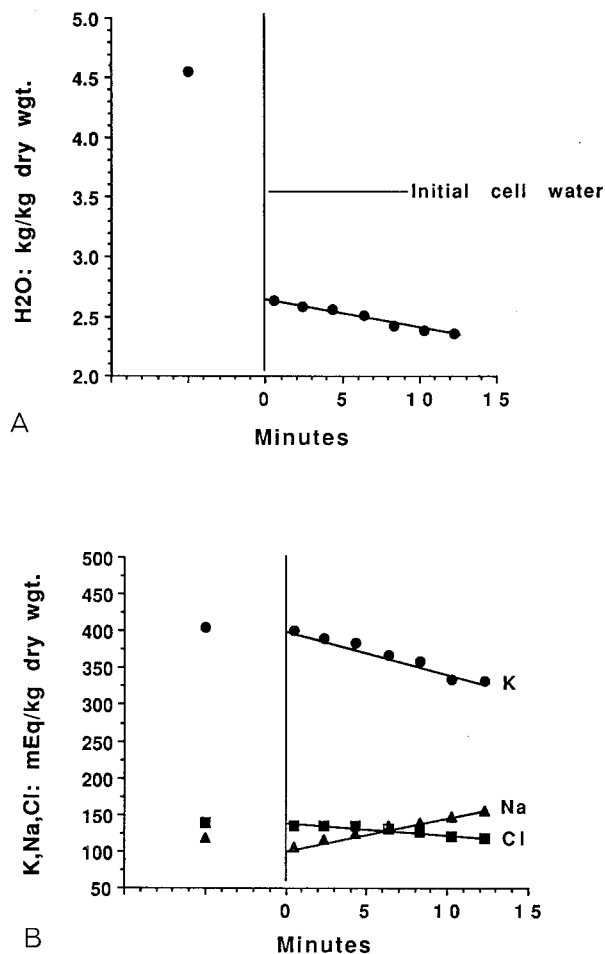 5.0
4.5
4.0
3.5
3.0
2.5
2.0
H2O: kg/kg dry wgt.
Initial cell water
0 5 10 15
Minutes
A
500
450
400
350
300
250
200
150
100
50
K,Na,Cl: mEq/kg dry wgt.
K
Na
Cl
0 5 10 15
Minutes
B